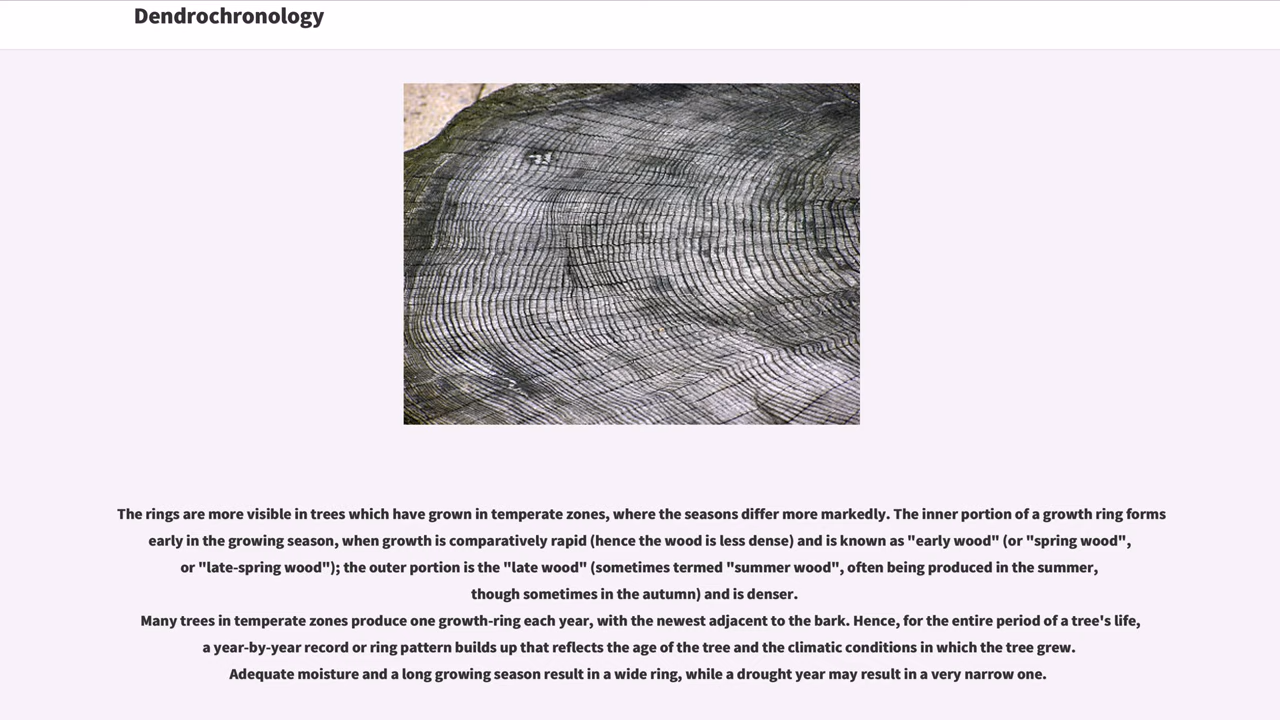 Dendrochronology
The rings are more visible in trees which have grown in temperate zones, where the seasons differ more markedly. The inner portion of a growth ring forms
early in the growing season, when growth is comparatively rapid (hence the wood is less dense) and is known as "early wood" (or "spring wood",
or "late-spring wood"); the outer portion is the "late wood" (sometimes termed "summer wood", often being produced in the summer,
though sometimes in the autumn) and is denser.
Many trees in temperate zones produce one growth-ring each year, with the newest adjacent to the bark. Hence, for the entire period of a tree's life,
a year-by-year record or ring pattern builds up that reflects the age of the tree and the climatic conditions in which the tree grew.
Adequate moisture and a long growing season result in a wide ring, while a drought year may result in a very narrow one.